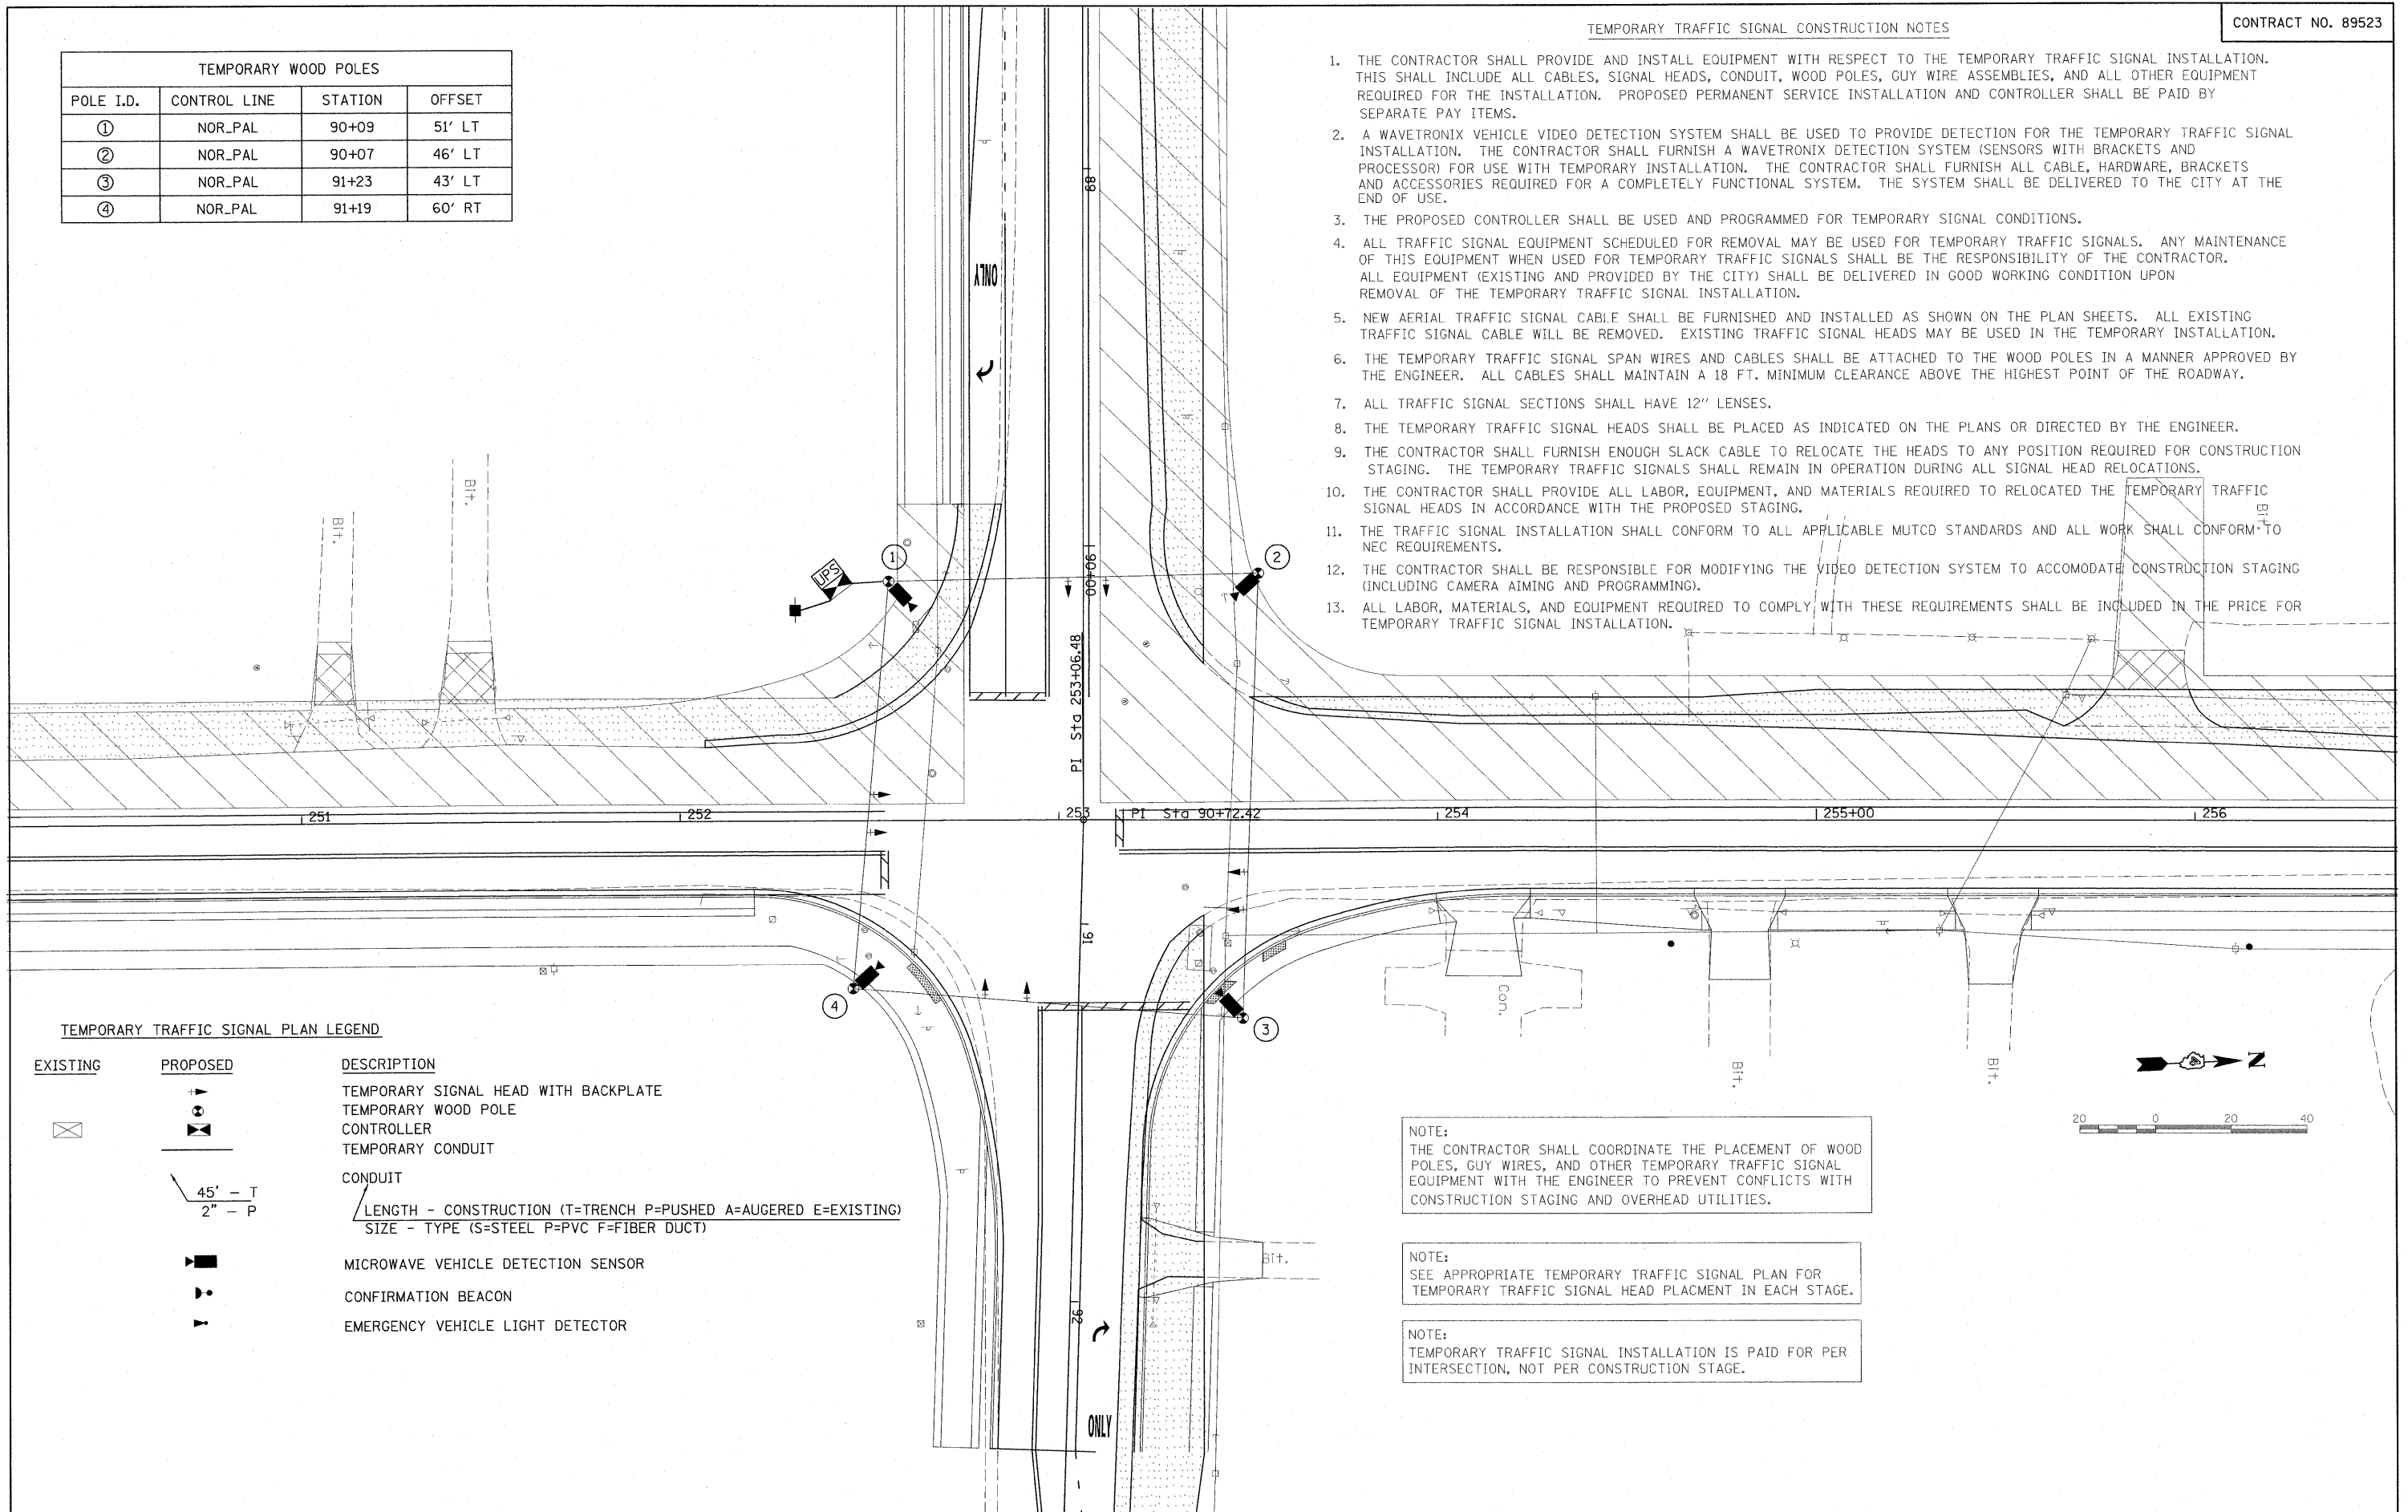 CONTRACT NO. 89523
TEMPORARY WOOD POLES
POLE I.D. CONTROL LINE STATION OFFSET
1 NOR_PAL 90+09 51' LT
2 NOR_PAL 90+07 46' LT
3 NOR_PAL 91+23 43' LT
4 NOR_PAL 91+19 60' RT
TEMPORARY TRAFFIC SIGNAL CONSTRUCTION NOTES
1. THE CONTRACTOR SHALL PROVIDE AND INSTALL EQUIPMENT WITH RESPECT TO THE TEMPORARY TRAFFIC SIGNAL INSTALLATION.
THIS SHALL INCLUDE ALL CABLES, SIGNAL HEADS, CONDUIT, WOOD POLES, GUY WIRE ASSEMBLIES, AND ALL OTHER EQUIPMENT
REQUIRED FOR THE INSTALLATION. PROPOSED PERMANENT SERVICE INSTALLATION AND CONTROLLER SHALL BE PAID BY
SEPARATE PAY ITEMS.
2. A WAVETRONIX VEHICLE VIDEO DETECTION SYSTEM SHALL BE USED TO PROVIDE DETECTION FOR THE TEMPORARY TRAFFIC SIGNAL
INSTALLATION. THE CONTRACTOR SHALL FURNISH A WAVETRONIX DETECTION SYSTEM (SENSORS WITH BRACKETS AND
PROCESSOR) FOR USE WITH TEMPORARY INSTALLATION. THE CONTRACTOR SHALL FURNISH ALL CABLE, HARDWARE, BRACKETS
AND ACCESSORIES REQUIRED FOR A COMPLETELY FUNCTIONAL SYSTEM. THE SYSTEM SHALL BE DELIVERED TO THE CITY AT THE
END OF USE.
3. THE PROPOSED CONTROLLER SHALL BE USED AND PROGRAMMED FOR TEMPORARY SIGNAL CONDITIONS.
4. ALL TRAFFIC SIGNAL EQUIPMENT SCHEDULED FOR REMOVAL MAY BE USED FOR TEMPORARY TRAFFIC SIGNALS. ANY MAINTENANCE
OF THIS EQUIPMENT WHEN USED FOR TEMPORARY TRAFFIC SIGNALS SHALL BE THE RESPONSIBILITY OF THE CONTRACTOR.
ALL EQUIPMENT (EXISTING AND PROVIDED BY THE CITY) SHALL BE DELIVERED IN GOOD WORKING CONDITION UPON
REMOVAL OF THE TEMPORARY TRAFFIC SIGNAL INSTALLATION.
5. NEW AERIAL TRAFFIC SIGNAL CABLE SHALL BE FURNISHED AND INSTALLED AS SHOWN ON THE PLAN SHEETS. ALL EXISTING
TRAFFIC SIGNAL CABLE WILL BE REMOVED. EXISTING TRAFFIC SIGNAL HEADS MAY BE USED IN THE TEMPORARY INSTALLATION.
6. THE TEMPORARY TRAFFIC SIGNAL SPAN WIRES AND CABLES SHALL BE ATTACHED TO THE WOOD POLES IN A MANNER APPROVED BY
THE ENGINEER. ALL CABLES SHALL MAINTAIN A 18 FT. MINIMUM CLEARANCE ABOVE THE HIGHEST POINT OF THE ROADWAY.
7. ALL TRAFFIC SIGNAL SECTIONS SHALL HAVE 12'' LENSES.
8. THE TEMPORARY TRAFFIC SIGNAL HEADS SHALL BE PLACED AS INDICATED ON THE PLANS OR DIRECTED BY THE ENGINEER.
9. THE CONTRACTOR SHALL FURNISH ENOUGH SLACK CABLE TO RELOCATE THE HEADS TO ANY POSITION REQUIRED FOR CONSTRUCTION
STAGING. THE TEMPORARY TRAFFIC SIGNALS SHALL REMAIN IN OPERATION DURING ALL SIGNAL HEAD RELOCATIONS.
10. THE CONTRACTOR SHALL PROVIDE ALL LABOR, EQUIPMENT, AND MATERIALS REQUIRED TO RELOCATED THE TEMPORARY TRAFFIC
SIGNAL HEADS IN ACCORDANCE WITH THE PROPOSED STAGING.
11. THE TRAFFIC SIGNAL INSTALLATION SHALL CONFORM TO ALL APPLICABLE MUTCD STANDARDS AND ALL WORK SHALL CONFORM TO
NEC REQUIREMENTS.
12. THE CONTRACTOR SHALL BE RESPONSIBLE FOR MODIFYING THE VIDEO DETECTION SYSTEM TO ACCOMODATE CONSTRUCTION STAGING
(INCLUDING CAMERA AIMING AND PROGRAMMING).
13. ALL LABOR, MATERIALS, AND EQUIPMENT REQUIRED TO COMPLY WITH THESE REQUIREMENTS SHALL BE INCLUDED IN THE PRICE FOR
TEMPORARY TRAFFIC SIGNAL INSTALLATION.
89
ONLY
Bit.
Bit.
Bit.
UPS
1
2
90+00
PI Sta 253+06.48
251
252
253
PI Sta 90+72.42
254
255+00
256
91
4
3
Con.
Bit.
Bit.
Bit.
92
ONLY
N
20 0 20 40
TEMPORARY TRAFFIC SIGNAL PLAN LEGEND
EXISTING PROPOSED DESCRIPTION
TEMPORARY SIGNAL HEAD WITH BACKPLATE
TEMPORARY WOOD POLE
CONTROLLER
TEMPORARY CONDUIT
CONDUIT
45' - T
2" - P
LENGTH - CONSTRUCTION (T=TRENCH P=PUSHED A=AUGERED E=EXISTING)
SIZE - TYPE (S=STEEL P=PVC F=FIBER DUCT)
MICROWAVE VEHICLE DETECTION SENSOR
CONFIRMATION BEACON
EMERGENCY VEHICLE LIGHT DETECTOR
NOTE:
THE CONTRACTOR SHALL COORDINATE THE PLACEMENT OF WOOD
POLES, GUY WIRES, AND OTHER TEMPORARY TRAFFIC SIGNAL
EQUIPMENT WITH THE ENGINEER TO PREVENT CONFLICTS WITH
CONSTRUCTION STAGING AND OVERHEAD UTILITIES.
NOTE:
SEE APPROPRIATE TEMPORARY TRAFFIC SIGNAL PLAN FOR
TEMPORARY TRAFFIC SIGNAL HEAD PLACMENT IN EACH STAGE.
NOTE:
TEMPORARY TRAFFIC SIGNAL INSTALLATION IS PAID FOR PER
INTERSECTION, NOT PER CONSTRUCTION STAGE.